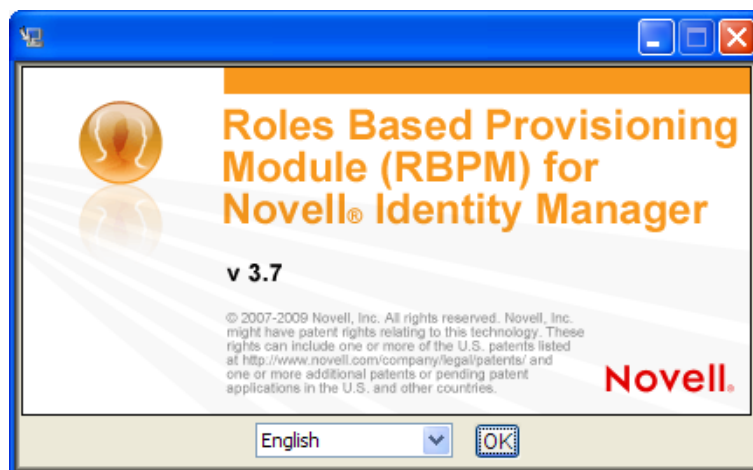 Roles Based Provisioning
Module (RBPM) for
Novell® Identity Manager
v 3.7
© 2007-2009 Novell, Inc. All rights reserved. Novell, Inc.
might have patent rights relating to this technology. These
rights can include one or more of the U.S. patents listed
at http://www.novell.com/company/legal/patents/ and
one or more additional patents or pending patent
applications in the U.S. and other countries.
Novell®
English
OK